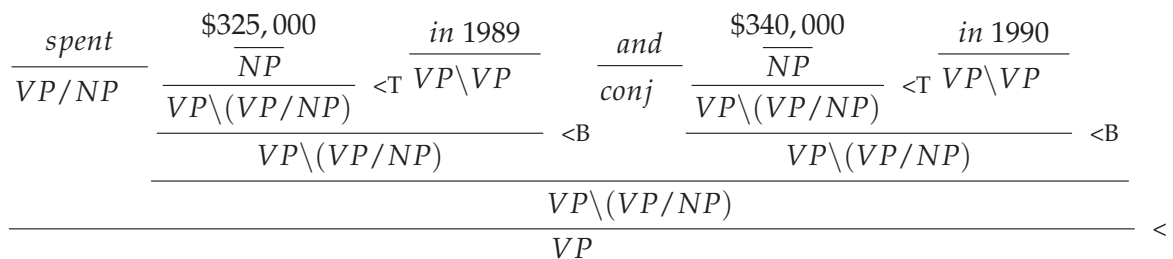 spent $325,000 in 1989 and $340,000 in 1990
VP/NP NP <T VP\VP conj NP <T VP\VP
VP\(VP/NP) VP\(VP/NP)
<B <B
VP\(VP/NP) VP\(VP/NP)
VP\(VP/NP)
<
VP